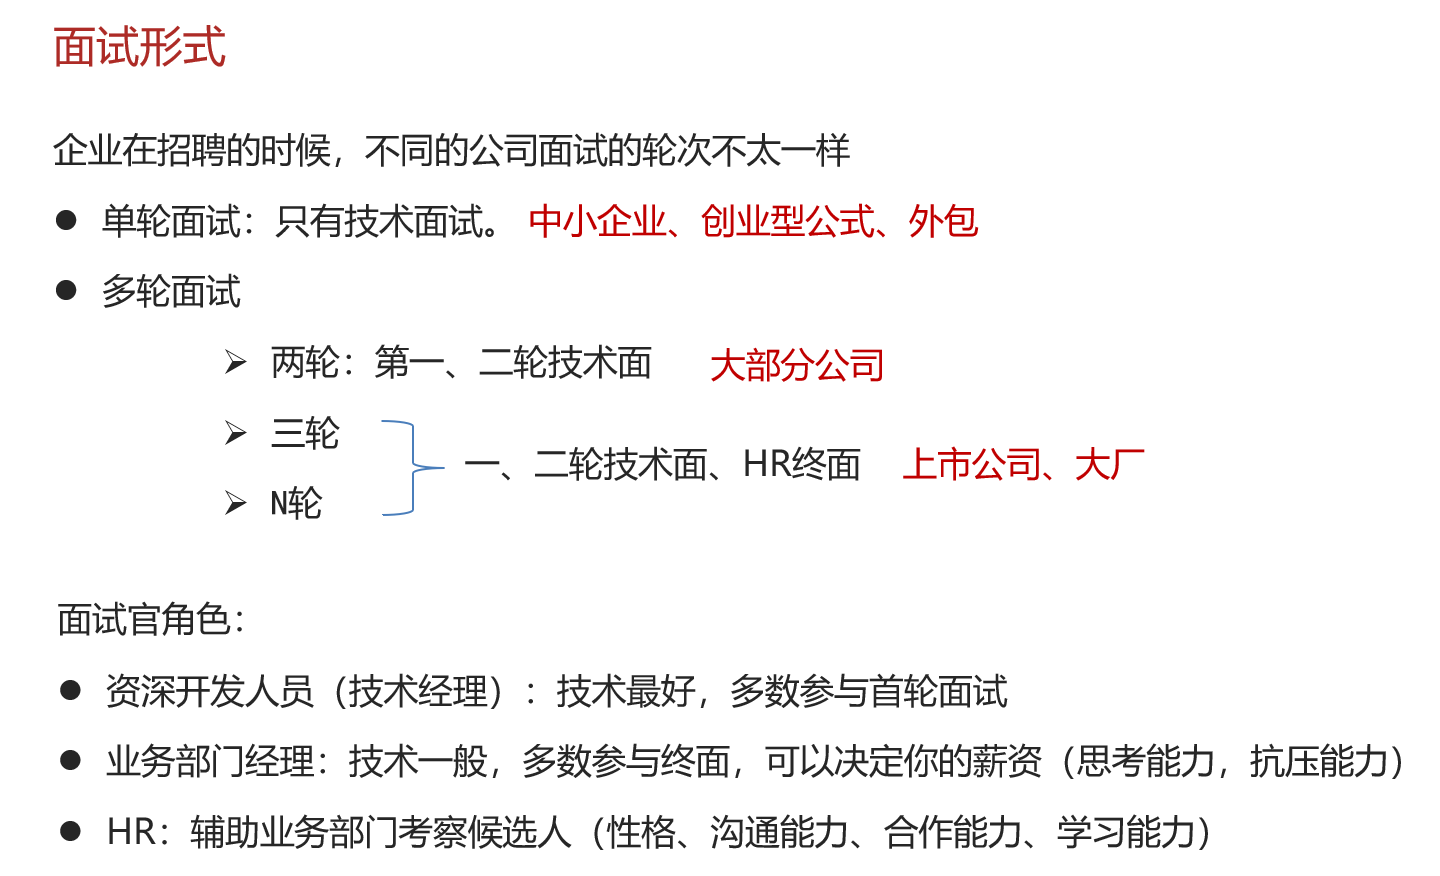 面试形式
企业在招聘的时候，不同的公司面试的轮次不太一样
● 单轮面试：只有技术面试。 中小企业、创业型公式、外包
● 多轮面试
➢ 两轮：第一、二轮技术面 大部分公司
➢ 三轮
一、二轮技术面、HR终面 上市公司、大厂
➢ N轮
面试官角色：
● 资深开发人员（技术经理）：技术最好，多数参与首轮面试
● 业务部门经理：技术一般，多数参与终面，可以决定你的薪资（思考能力，抗压能力）
● HR：辅助业务部门考察候选人（性格、沟通能力、合作能力、学习能力）